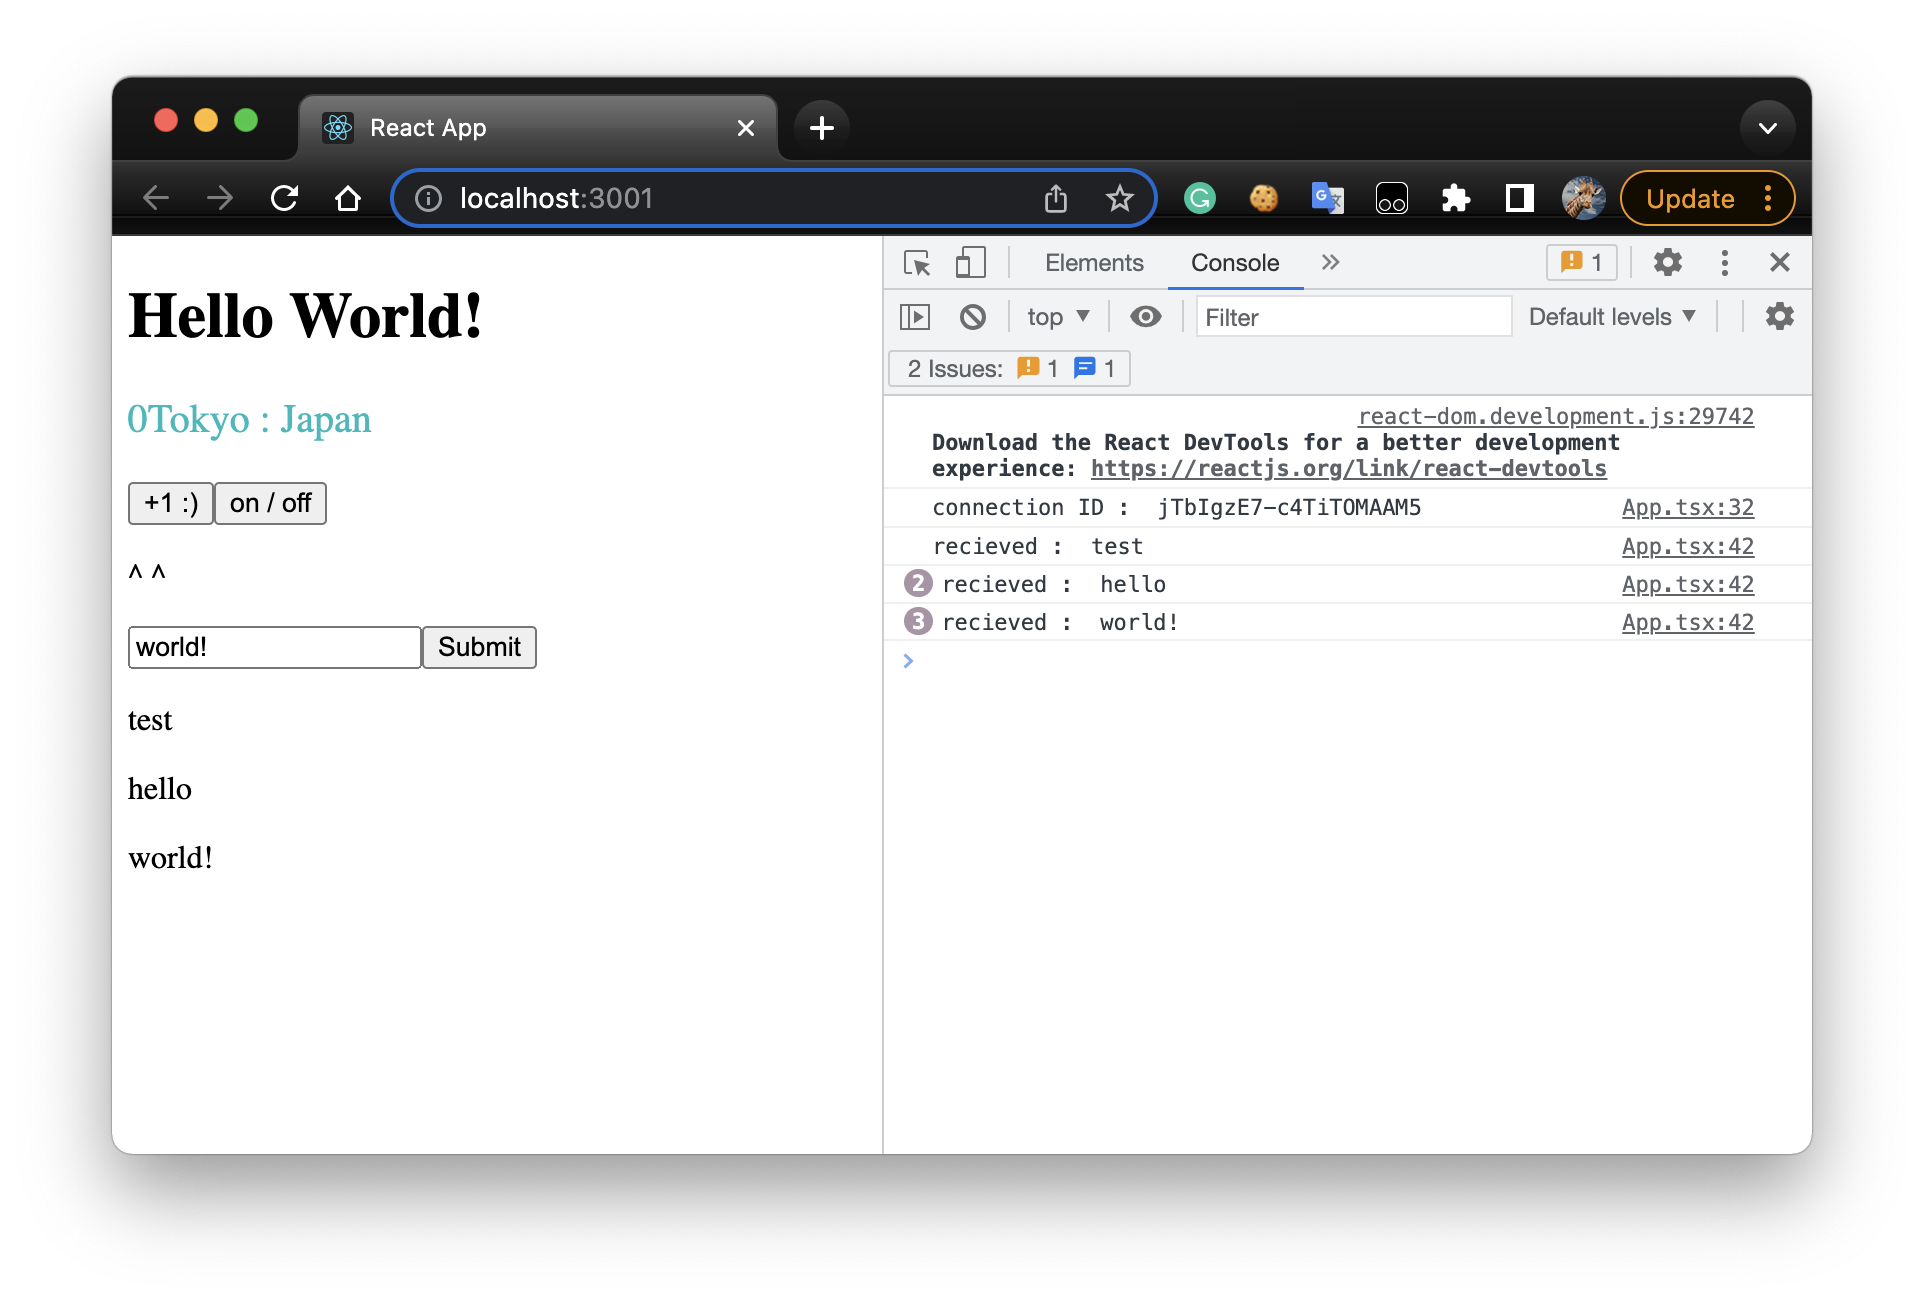 React App
localhost:3001
Update
Hello World!
0Tokyo : Japan
+1 :) on / off
^ ^
world! Submit
test
hello
world!
Elements Console 1
top Filter Default levels
2 Issues: 1 1
react-dom.development.js:29742
Download the React DevTools for a better development
experience: https://reactjs.org/link/react-devtools
connection ID : jTbIgzE7-c4TiTOMAAM5 App.tsx:32
recieved : test App.tsx:42
2 recieved : hello App.tsx:42
3 recieved : world! App.tsx:42